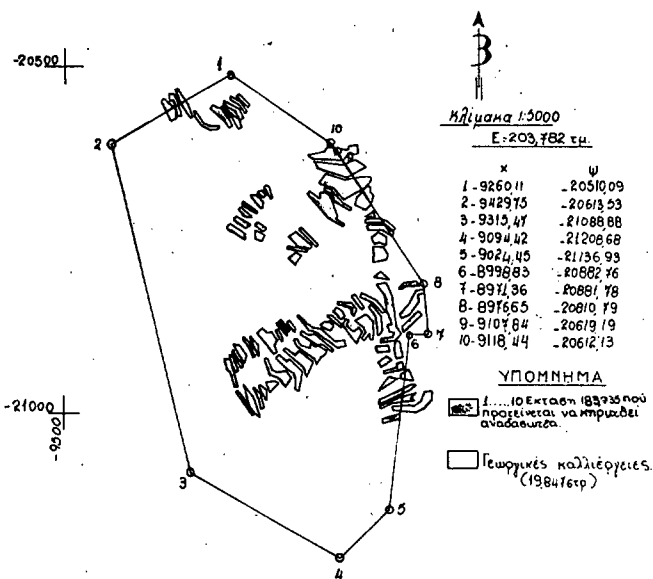 -20500
1
2
10
8
7
6
-21000
-9500
3
5
4
Β
Κλίμακα 1:5000
Ε=203,782 τμ.
x ψ
1 -9260,11 -20510,09
2 -9429,75 -20613,53
3 -9315,47 -21088,88
4 -9094,42 -21208,68
5 -9024,45 -21136,93
6 -8998,83 -20882,76
7 -8971,36 -20881,78
8 -8976,65 -20810,79
9 -9107,84 -20619,19
10 -9118,44 -20612,13
ΥΠΟΜΝΗΜΑ
1.....10 Εκταση 183935 που
προτείνεται να κηρυχθεί
αναδασωτέα.
Γεωργικές καλλιέργειες.
(19,847στρ)